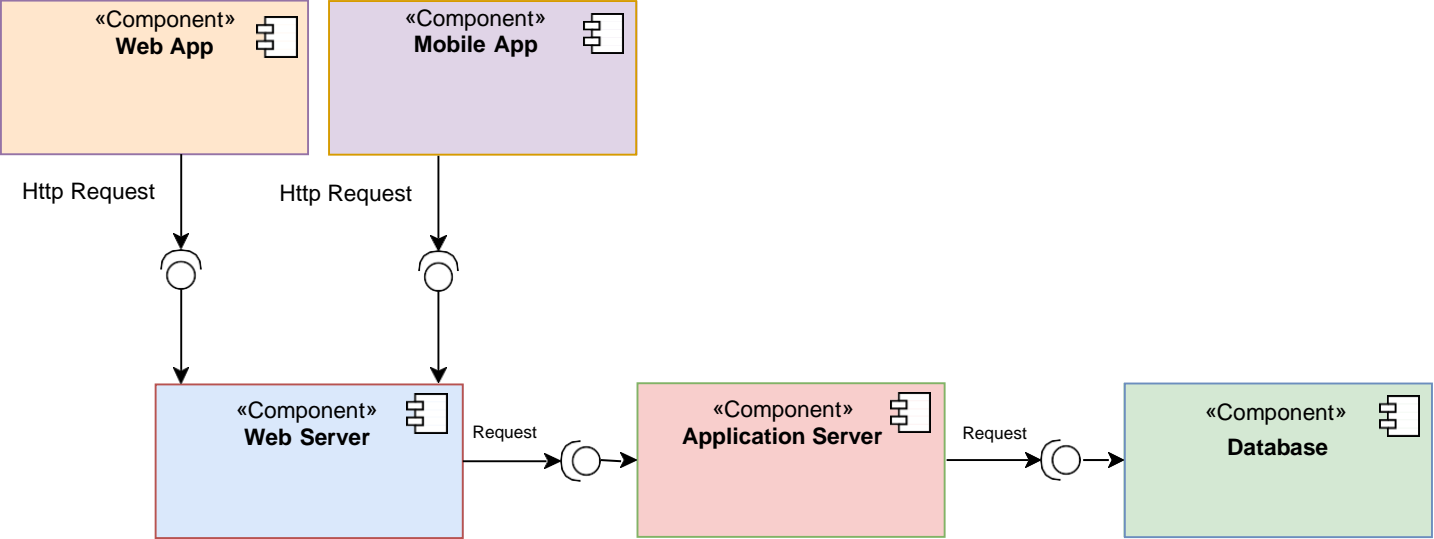 «Component»
Web App
«Component»
Mobile App
Http Request
Http Request
«Component»
Web Server
Request
«Component»
Application Server
Request
«Component»
Database